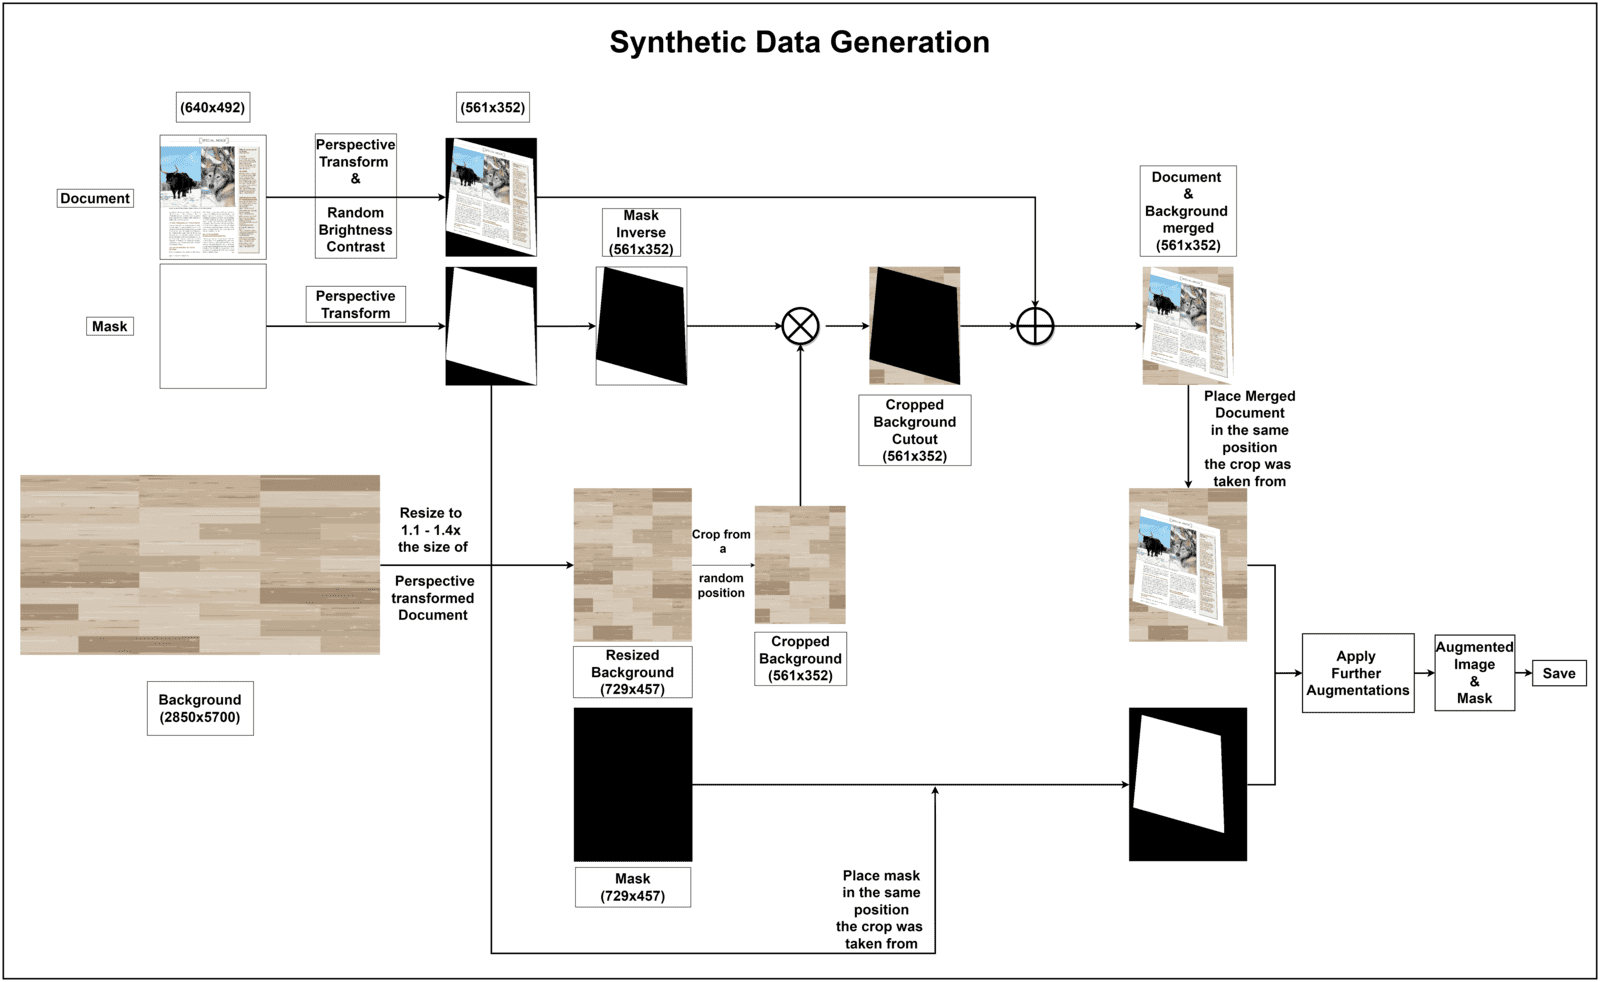 Synthetic Data Generation
(640x492)
(561x352)
Document
SPECIAL REPORT
Perspective
Transform
&
Random
Brightness
Contrast
Mask
Inverse
(561x352)
Document
&
Background
merged
(561x352)
Mask
Perspective
Transform
Cropped
Background
Cutout
(561x352)
Place Merged
Document
in the same
position
the crop was
taken from
Resize to
1.1 - 1.4x
the size of
Perspective
transformed
Document
Crop from
a
random
position
Background
(2850x5700)
Resized
Background
(729x457)
Cropped
Background
(561x352)
Apply
Further
Augmentations
Augmented
Image
&
Mask
Save
Mask
(729x457)
Place mask
in the same
position
the crop was
taken from